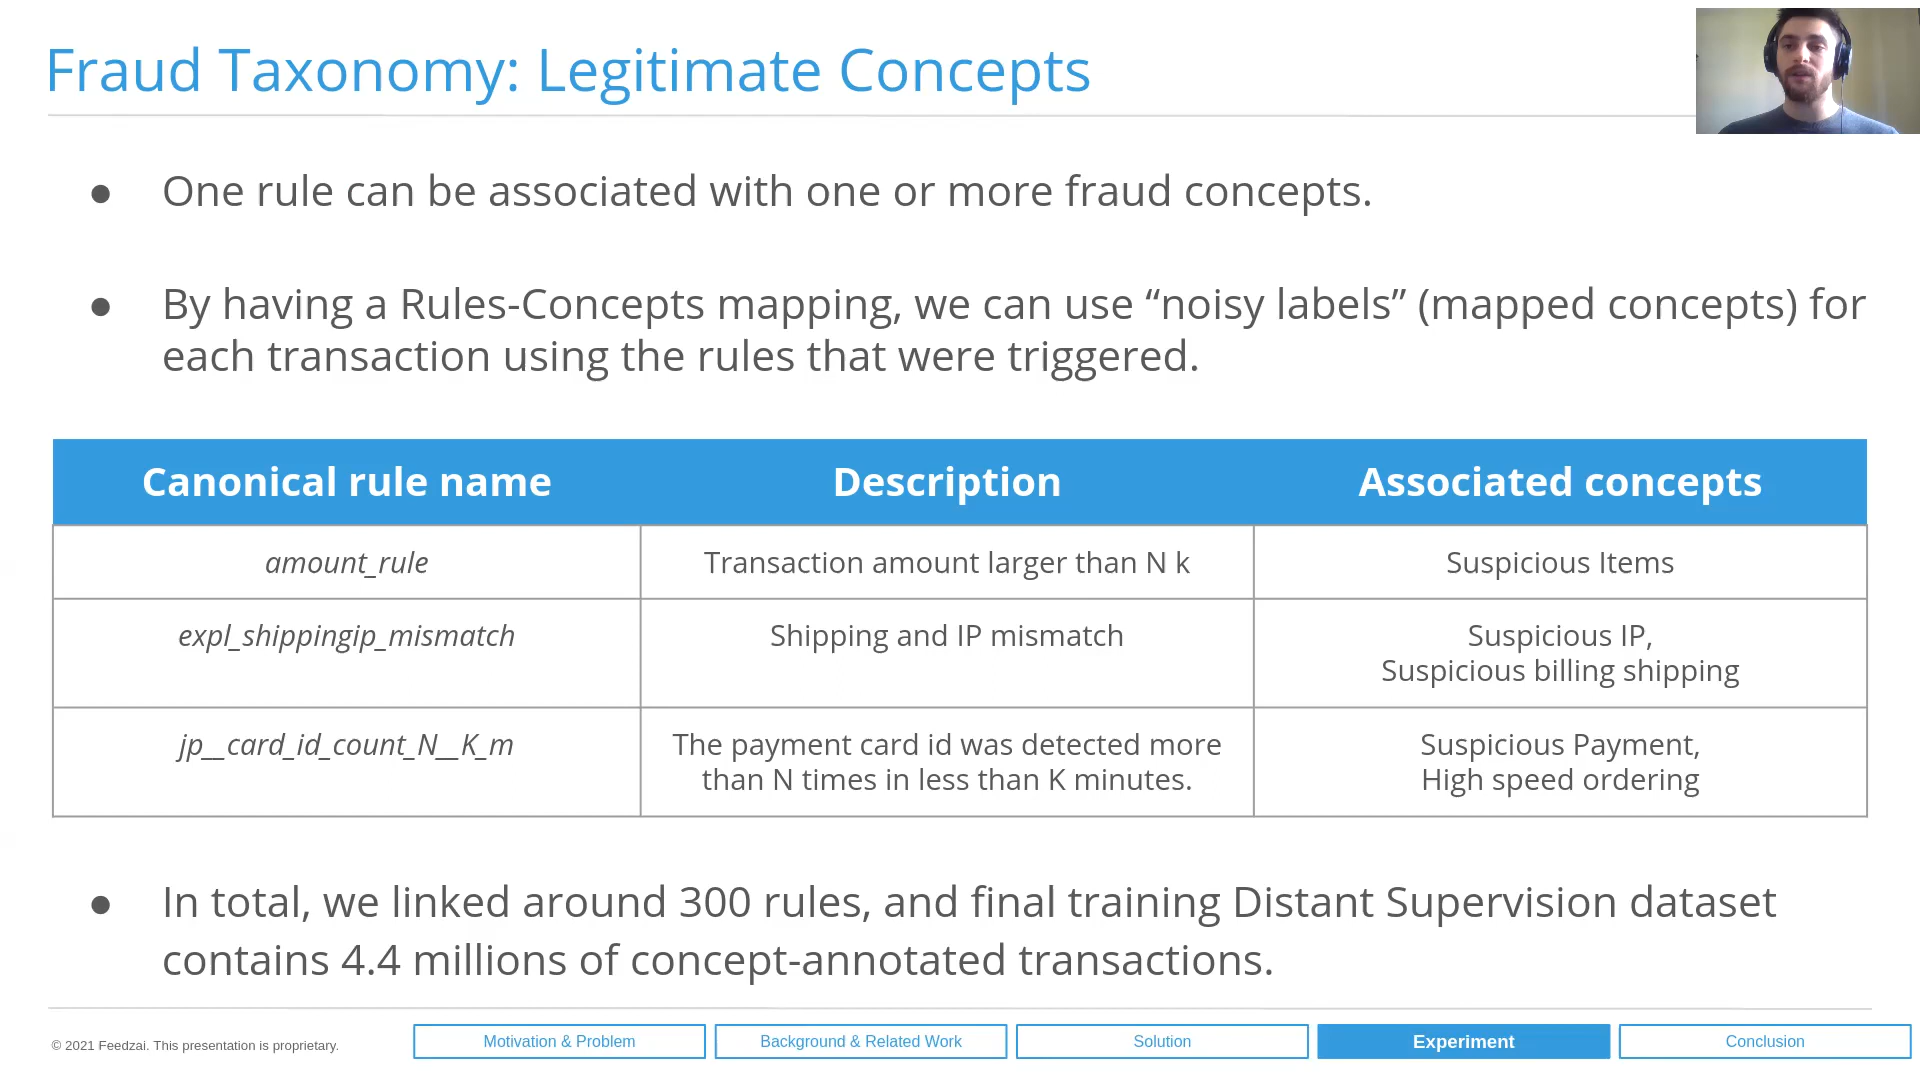 Fraud Taxonomy: Legitimate Concepts
● One rule can be associated with one or more fraud concepts.
● By having a Rules-Concepts mapping, we can use “noisy labels” (mapped concepts) for
each transaction using the rules that were triggered.
Canonical rule name Description Associated concepts
amount_rule Transaction amount larger than N k Suspicious Items
expl_shippingip_mismatch Shipping and IP mismatch Suspicious IP,
Suspicious billing shipping
jp__card_id_count_N__K_m The payment card id was detected more Suspicious Payment,
than N times in less than K minutes. High speed ordering
● In total, we linked around 300 rules, and final training Distant Supervision dataset
contains 4.4 millions of concept-annotated transactions.
© 2021 Feedzai. This presentation is proprietary. Motivation & Problem Background & Related Work Solution Experiment Conclusion